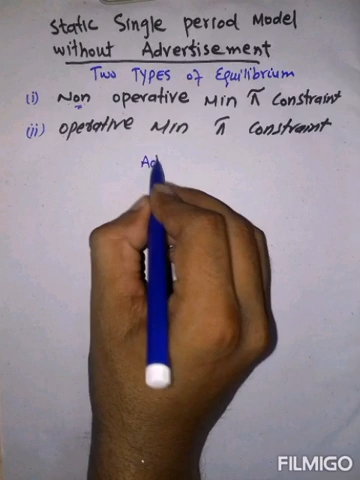 Static Single period Model
without Advertisement
Two Types of Equilibrium
(i) Non operative Min π Constraint
(ii) operative Min π constraint
Ad
FILMIGO